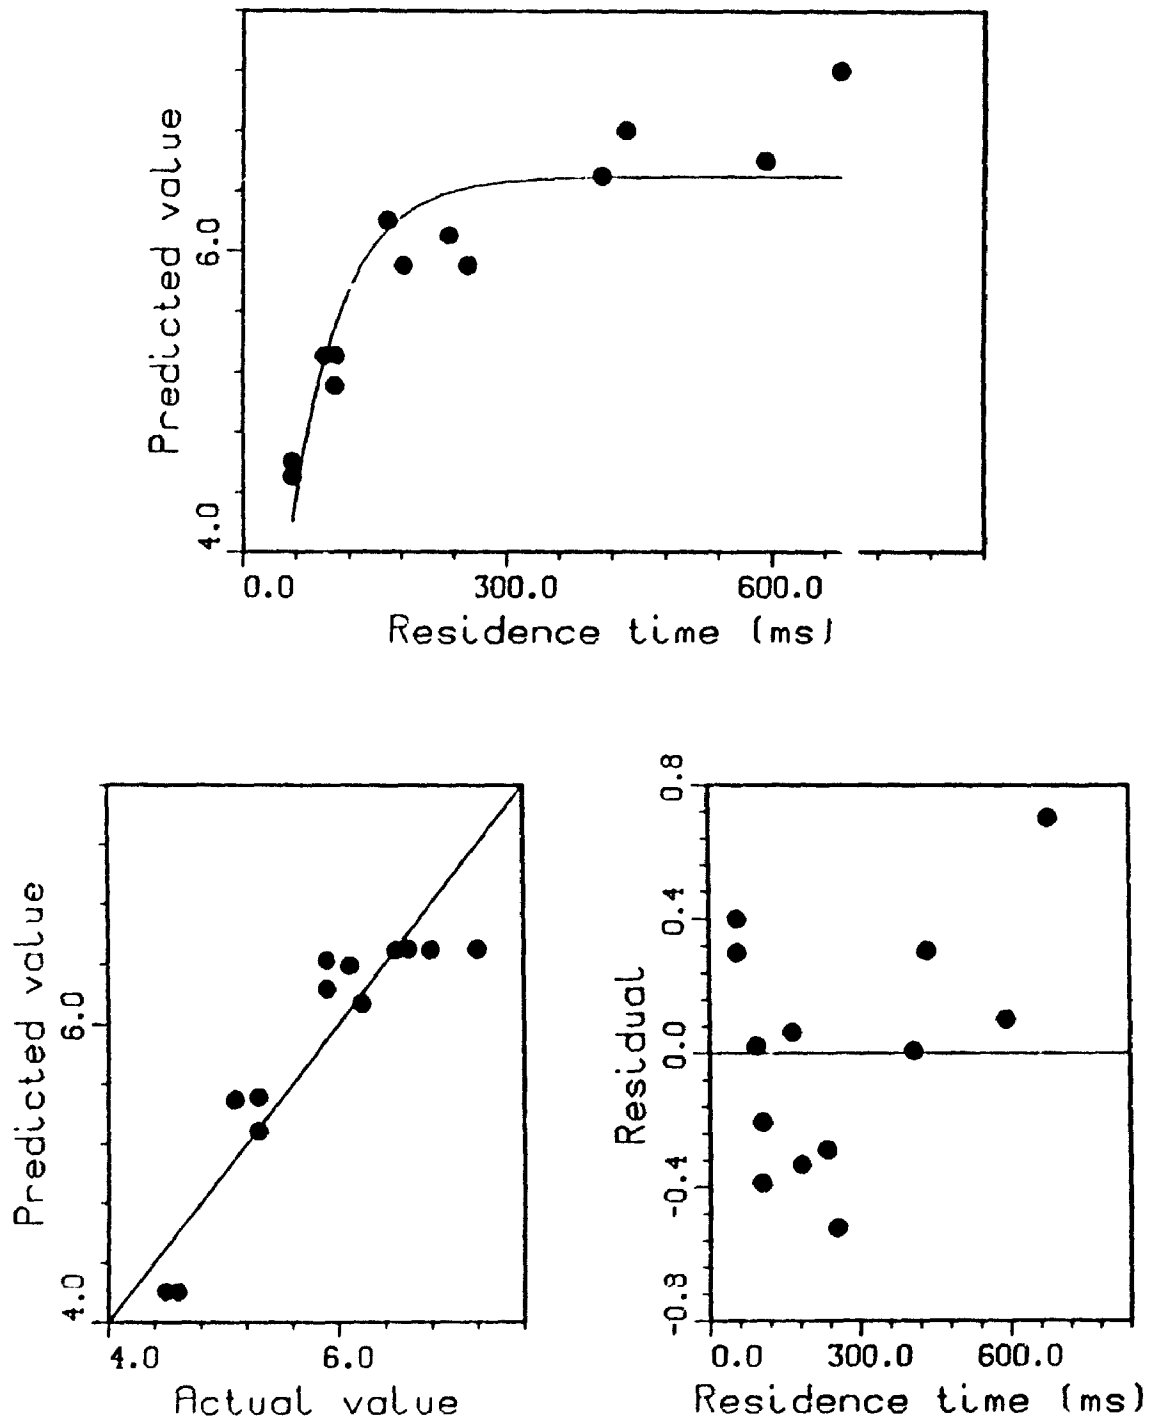 Predicted value
6.0
4.0
0.0 300.0 600.0
Residence time (ms)
Predicted value
6.0
4.0
4.0 6.0
Actual value
Residual
0.8
0.4
0.0
-0.4
-0.8
0.0 300.0 600.0
Residence time (ms)